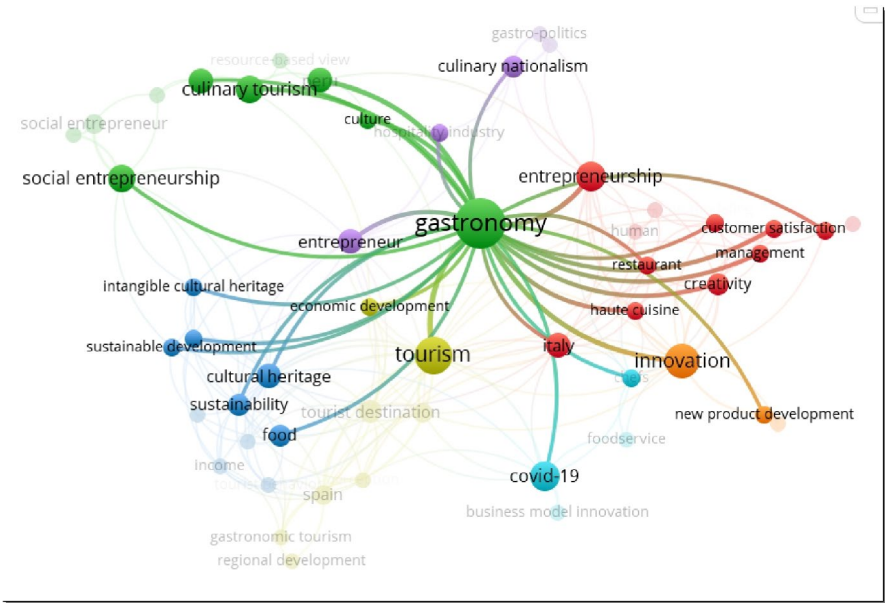 gastro-politics
resource-based view
culinary nationalism
peru
culinary tourism
culture
social entrepreneur
hospitality industry
social entrepreneurship
entrepreneurship
gastronomy
human
customer satisfaction
entrepreneur
management
restaurant
intangible cultural heritage
creativity
economic development
haute cuisine
sustainable development
italy
tourism
innovation
cultural heritage
chefs
sustainability
tourist destination
new product development
food
foodservice
income
covid-19
spain
business model innovation
gastronomic tourism
regional development